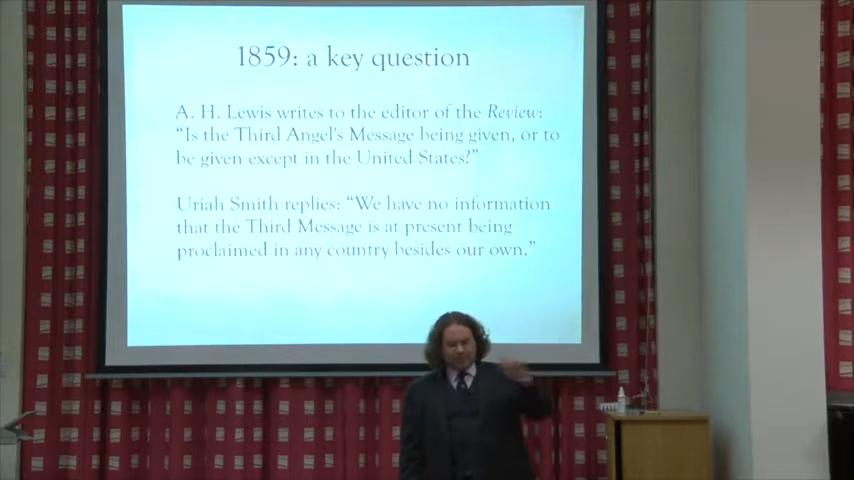 1859: a key question
A. H. Lewis writes to the editor of the Review:
“Is the Third Angel's Message being given, or to
be given except in the United States?”
Uriah Smith replies: “We have no information
that the Third Message is at present being
proclaimed in any country besides our own.”